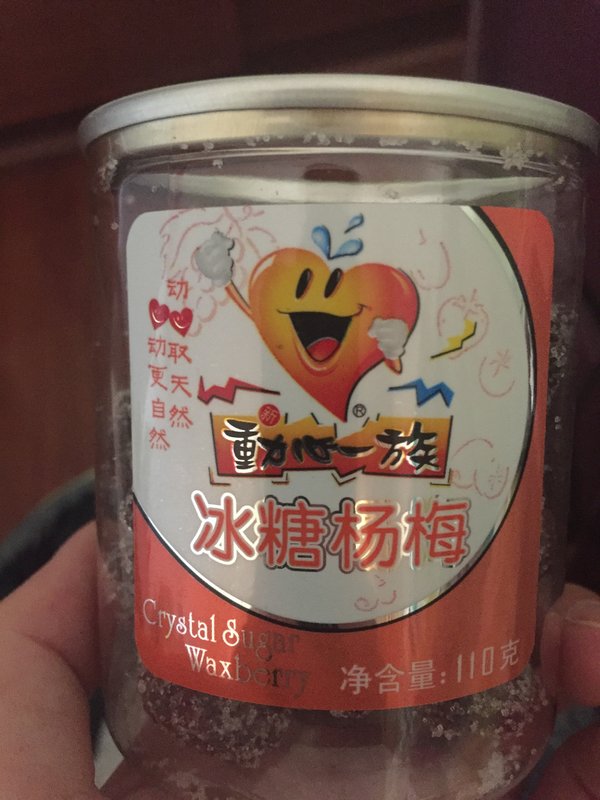 动❤取天然
❤动更自然
新
®
動心一族
冰糖杨梅
Crystal Sugar
Waxberry
净含量:110克